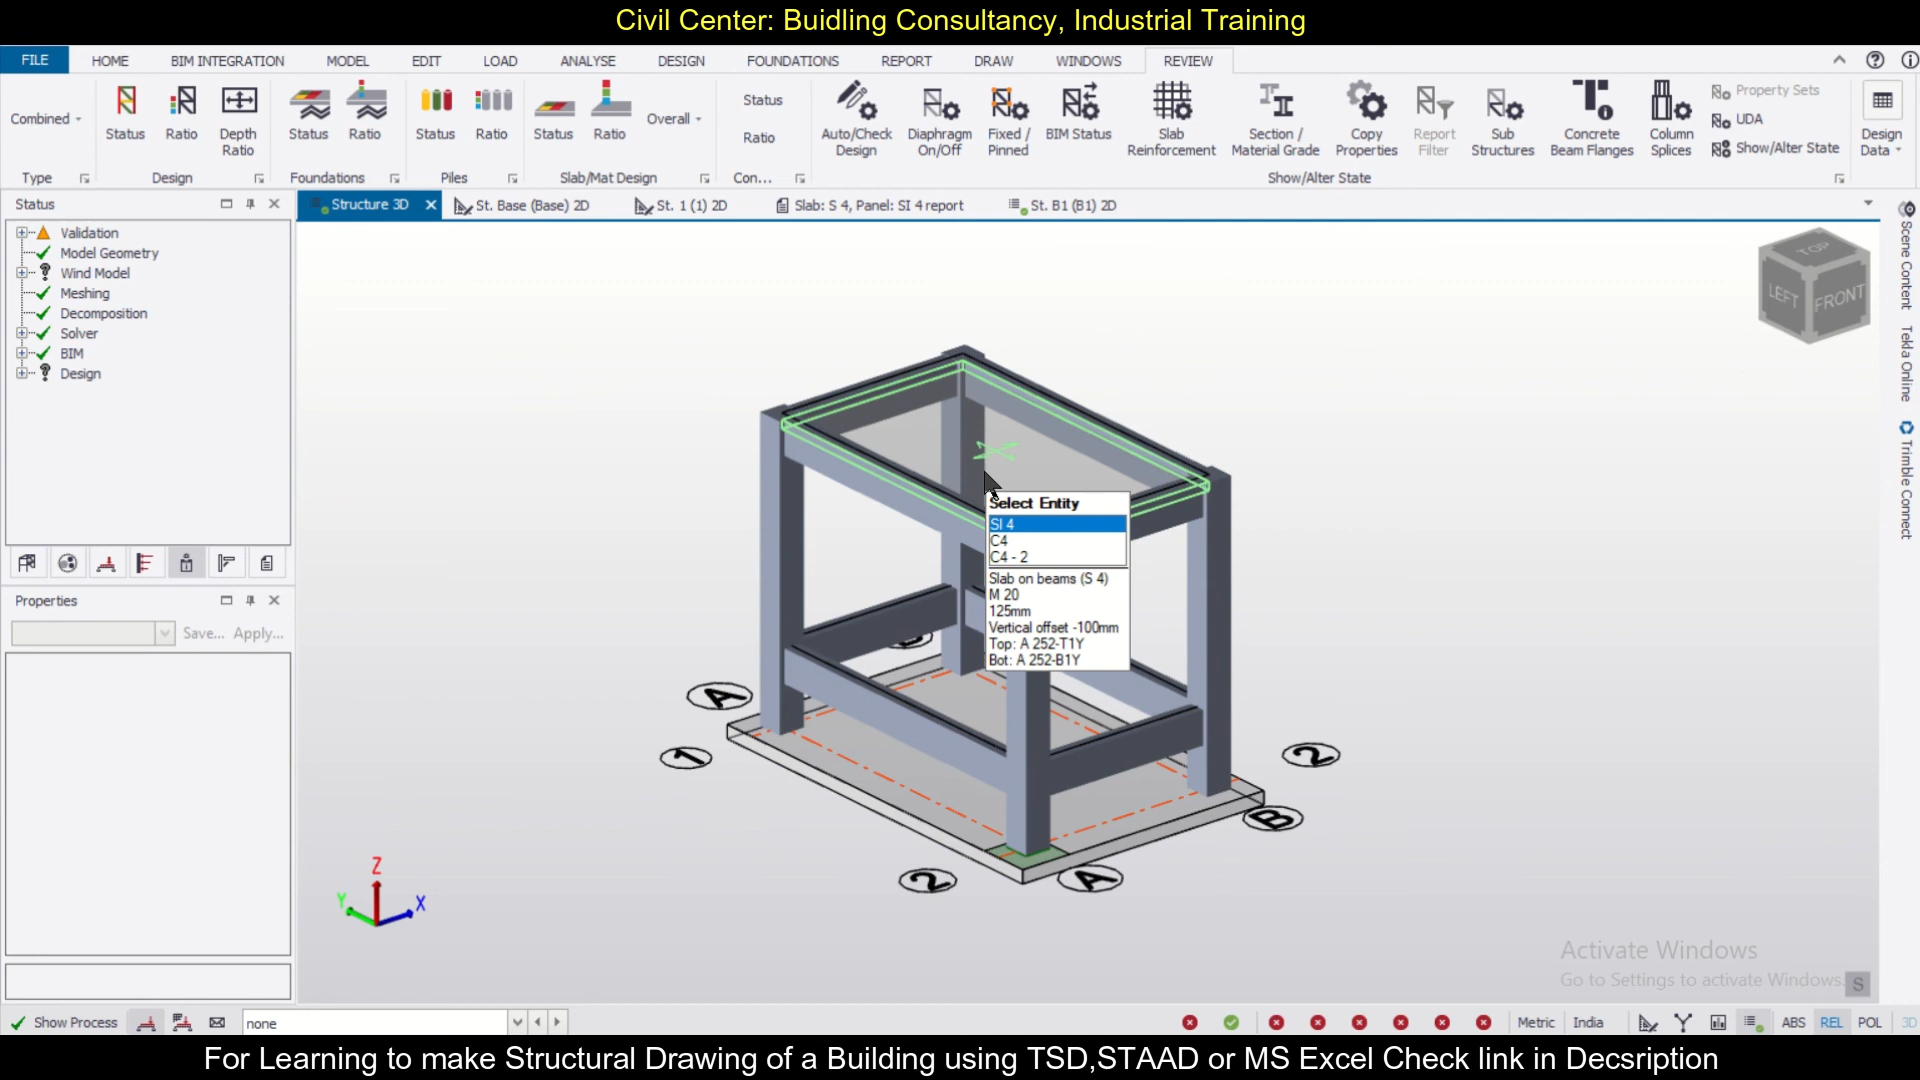 Civil Center: Buidling Consultancy, Industrial Training
FILE HOME BIM INTEGRATION MODEL EDIT LOAD ANALYSE DESIGN FOUNDATIONS REPORT DRAW WINDOWS REVIEW
Combined
Status Ratio Depth Ratio
Status Ratio
Status Ratio
Status Ratio Overall
Status
Ratio
Auto/Check Design
Diaphragm On/Off
Fixed / Pinned
BIM Status
Slab Reinforcement
Section / Material Grade
Copy Properties
Report Filter
Sub Structures
Concrete Beam Flanges
Column Splices
Property Sets
UDA
Show/Alter State
Design Data
Type Design Foundations Piles Slab/Mat Design Con... Show/Alter State
Status
Structure 3D St. Base (Base) 2D St. 1 (1) 2D Slab: S 4, Panel: SI 4 report St. B1 (B1) 2D
Validation
Model Geometry
Wind Model
Meshing
Decomposition
Solver
BIM
Design
TOP
LEFT FRONT
Scene Content
Tekla Online
Trimble Connect
Select Entity
SI 4
C4
C4 - 2
Slab on beams (S 4)
M 20
125mm
Vertical offset -100mm
Top: A 252-T1Y
Bot: A 252-B1Y
Properties
Save... Apply...
A
1
2
B
2
A
Z
Y
X
Activate Windows
Go to Settings to activate Windows.
S
Show Process none Metric India ABS REL POL 3D
For Learning to make Structural Drawing of a Building using TSD,STAAD or MS Excel Check link in Decsription